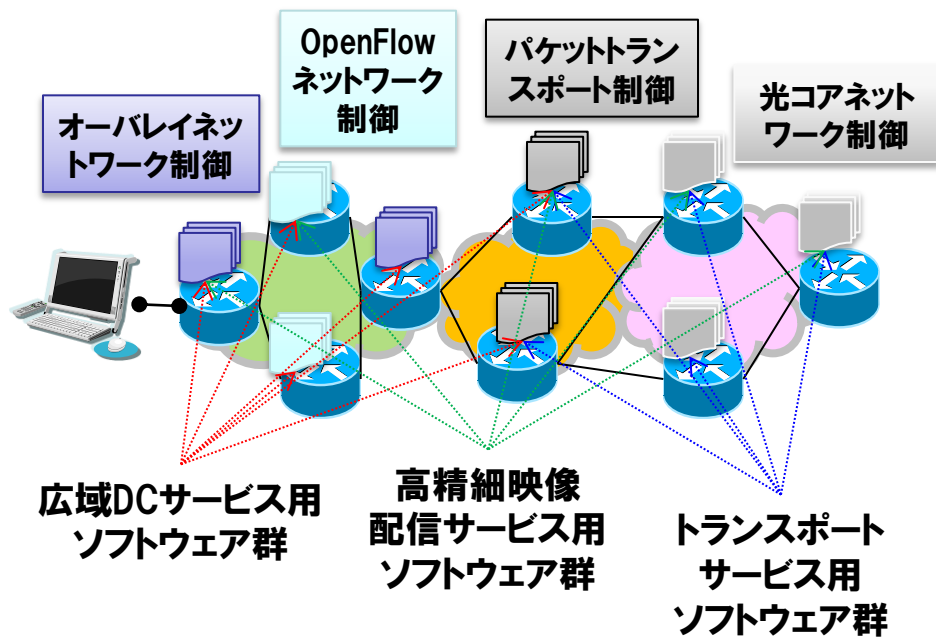 OpenFlow
ネットワーク
制御
パケットトラン
スポート制御
光コアネット
ワーク制御
オーバレイネッ
トワーク制御
広域DCサービス用
ソフトウェア群
高精細映像
配信サービス用
ソフトウェア群
トランスポート
サービス用
ソフトウェア群